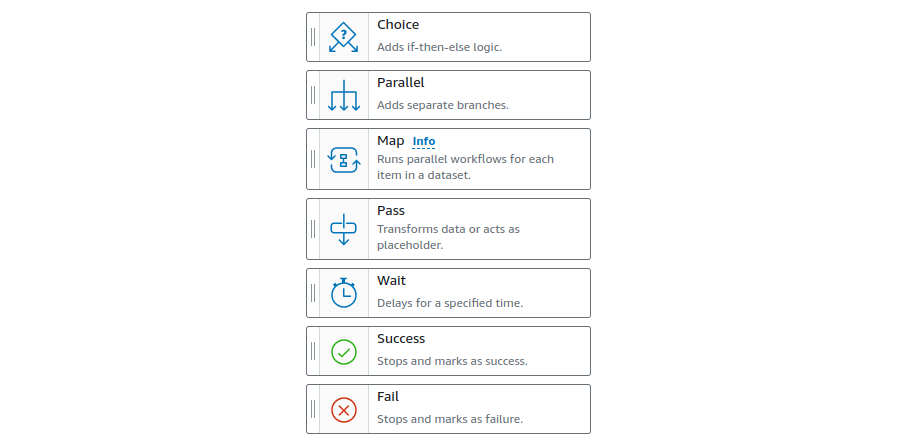 Choice
Adds if-then-else logic.
Parallel
Adds separate branches.
Map Info
Runs parallel workflows for each
item in a dataset.
Pass
Transforms data or acts as
placeholder.
Wait
Delays for a specified time.
Success
Stops and marks as success.
Fail
Stops and marks as failure.